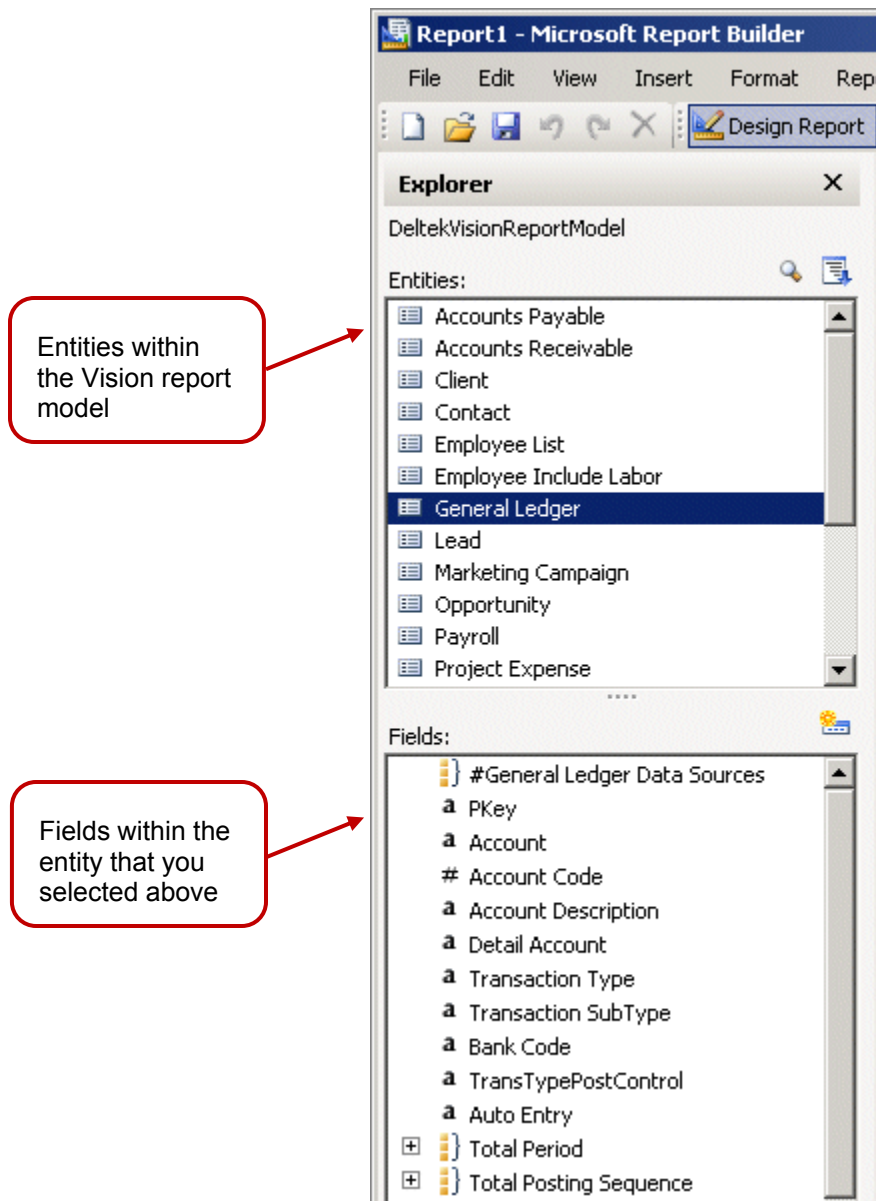 Report1 - Microsoft Report Builder
File Edit View Insert Format Rep
Design Report
Explorer
DeltekVisionReportModel
Entities:
Accounts Payable
Accounts Receivable
Client
Contact
Employee List
Employee Include Labor
General Ledger
Lead
Marketing Campaign
Opportunity
Payroll
Project Expense
Entities within
the Vision report
model
Fields:
#General Ledger Data Sources
a PKey
a Account
# Account Code
a Account Description
a Detail Account
a Transaction Type
a Transaction SubType
a Bank Code
a TransTypePostControl
a Auto Entry
Total Period
Total Posting Sequence
Fields within the
entity that you
selected above